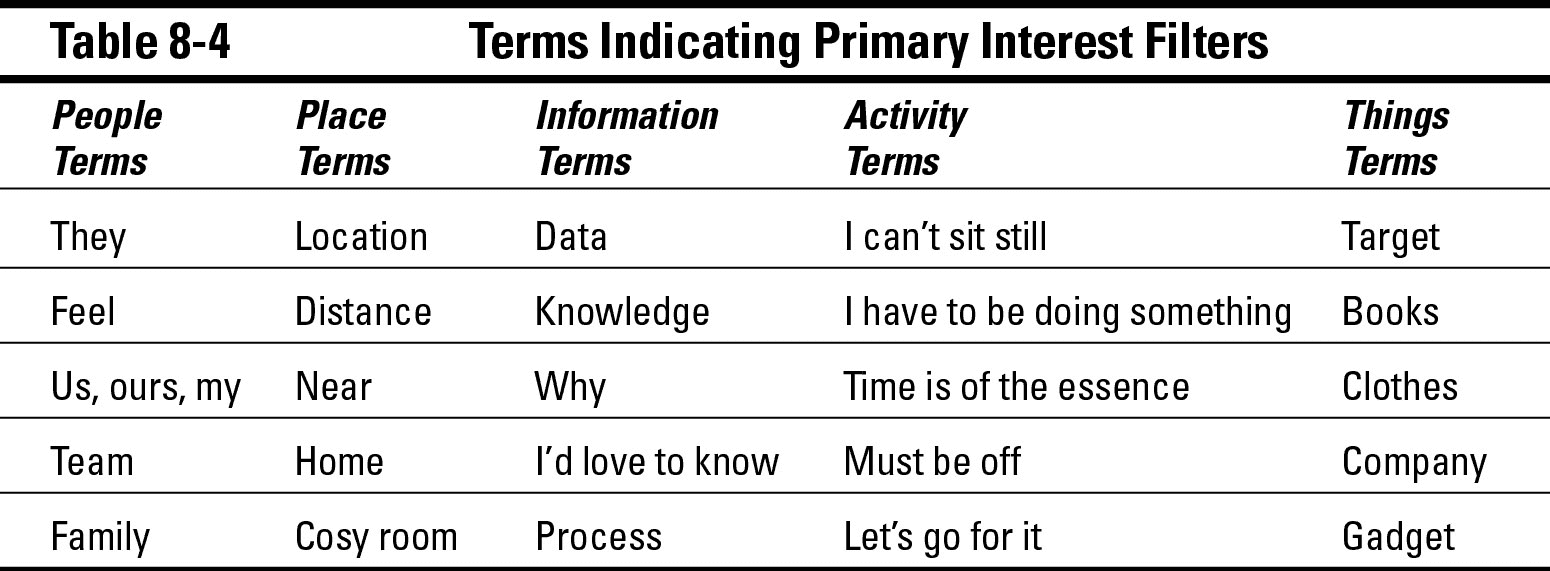 Table 8-4 Terms Indicating Primary Interest Filters
People Place Information Activity Things
Terms Terms Terms Terms Terms
They Location Data I can’t sit still Target
Feel Distance Knowledge I have to be doing something Books
Us, ours, my Near Why Time is of the essence Clothes
Team Home I’d love to know Must be off Company
Family Cosy room Process Let’s go for it Gadget